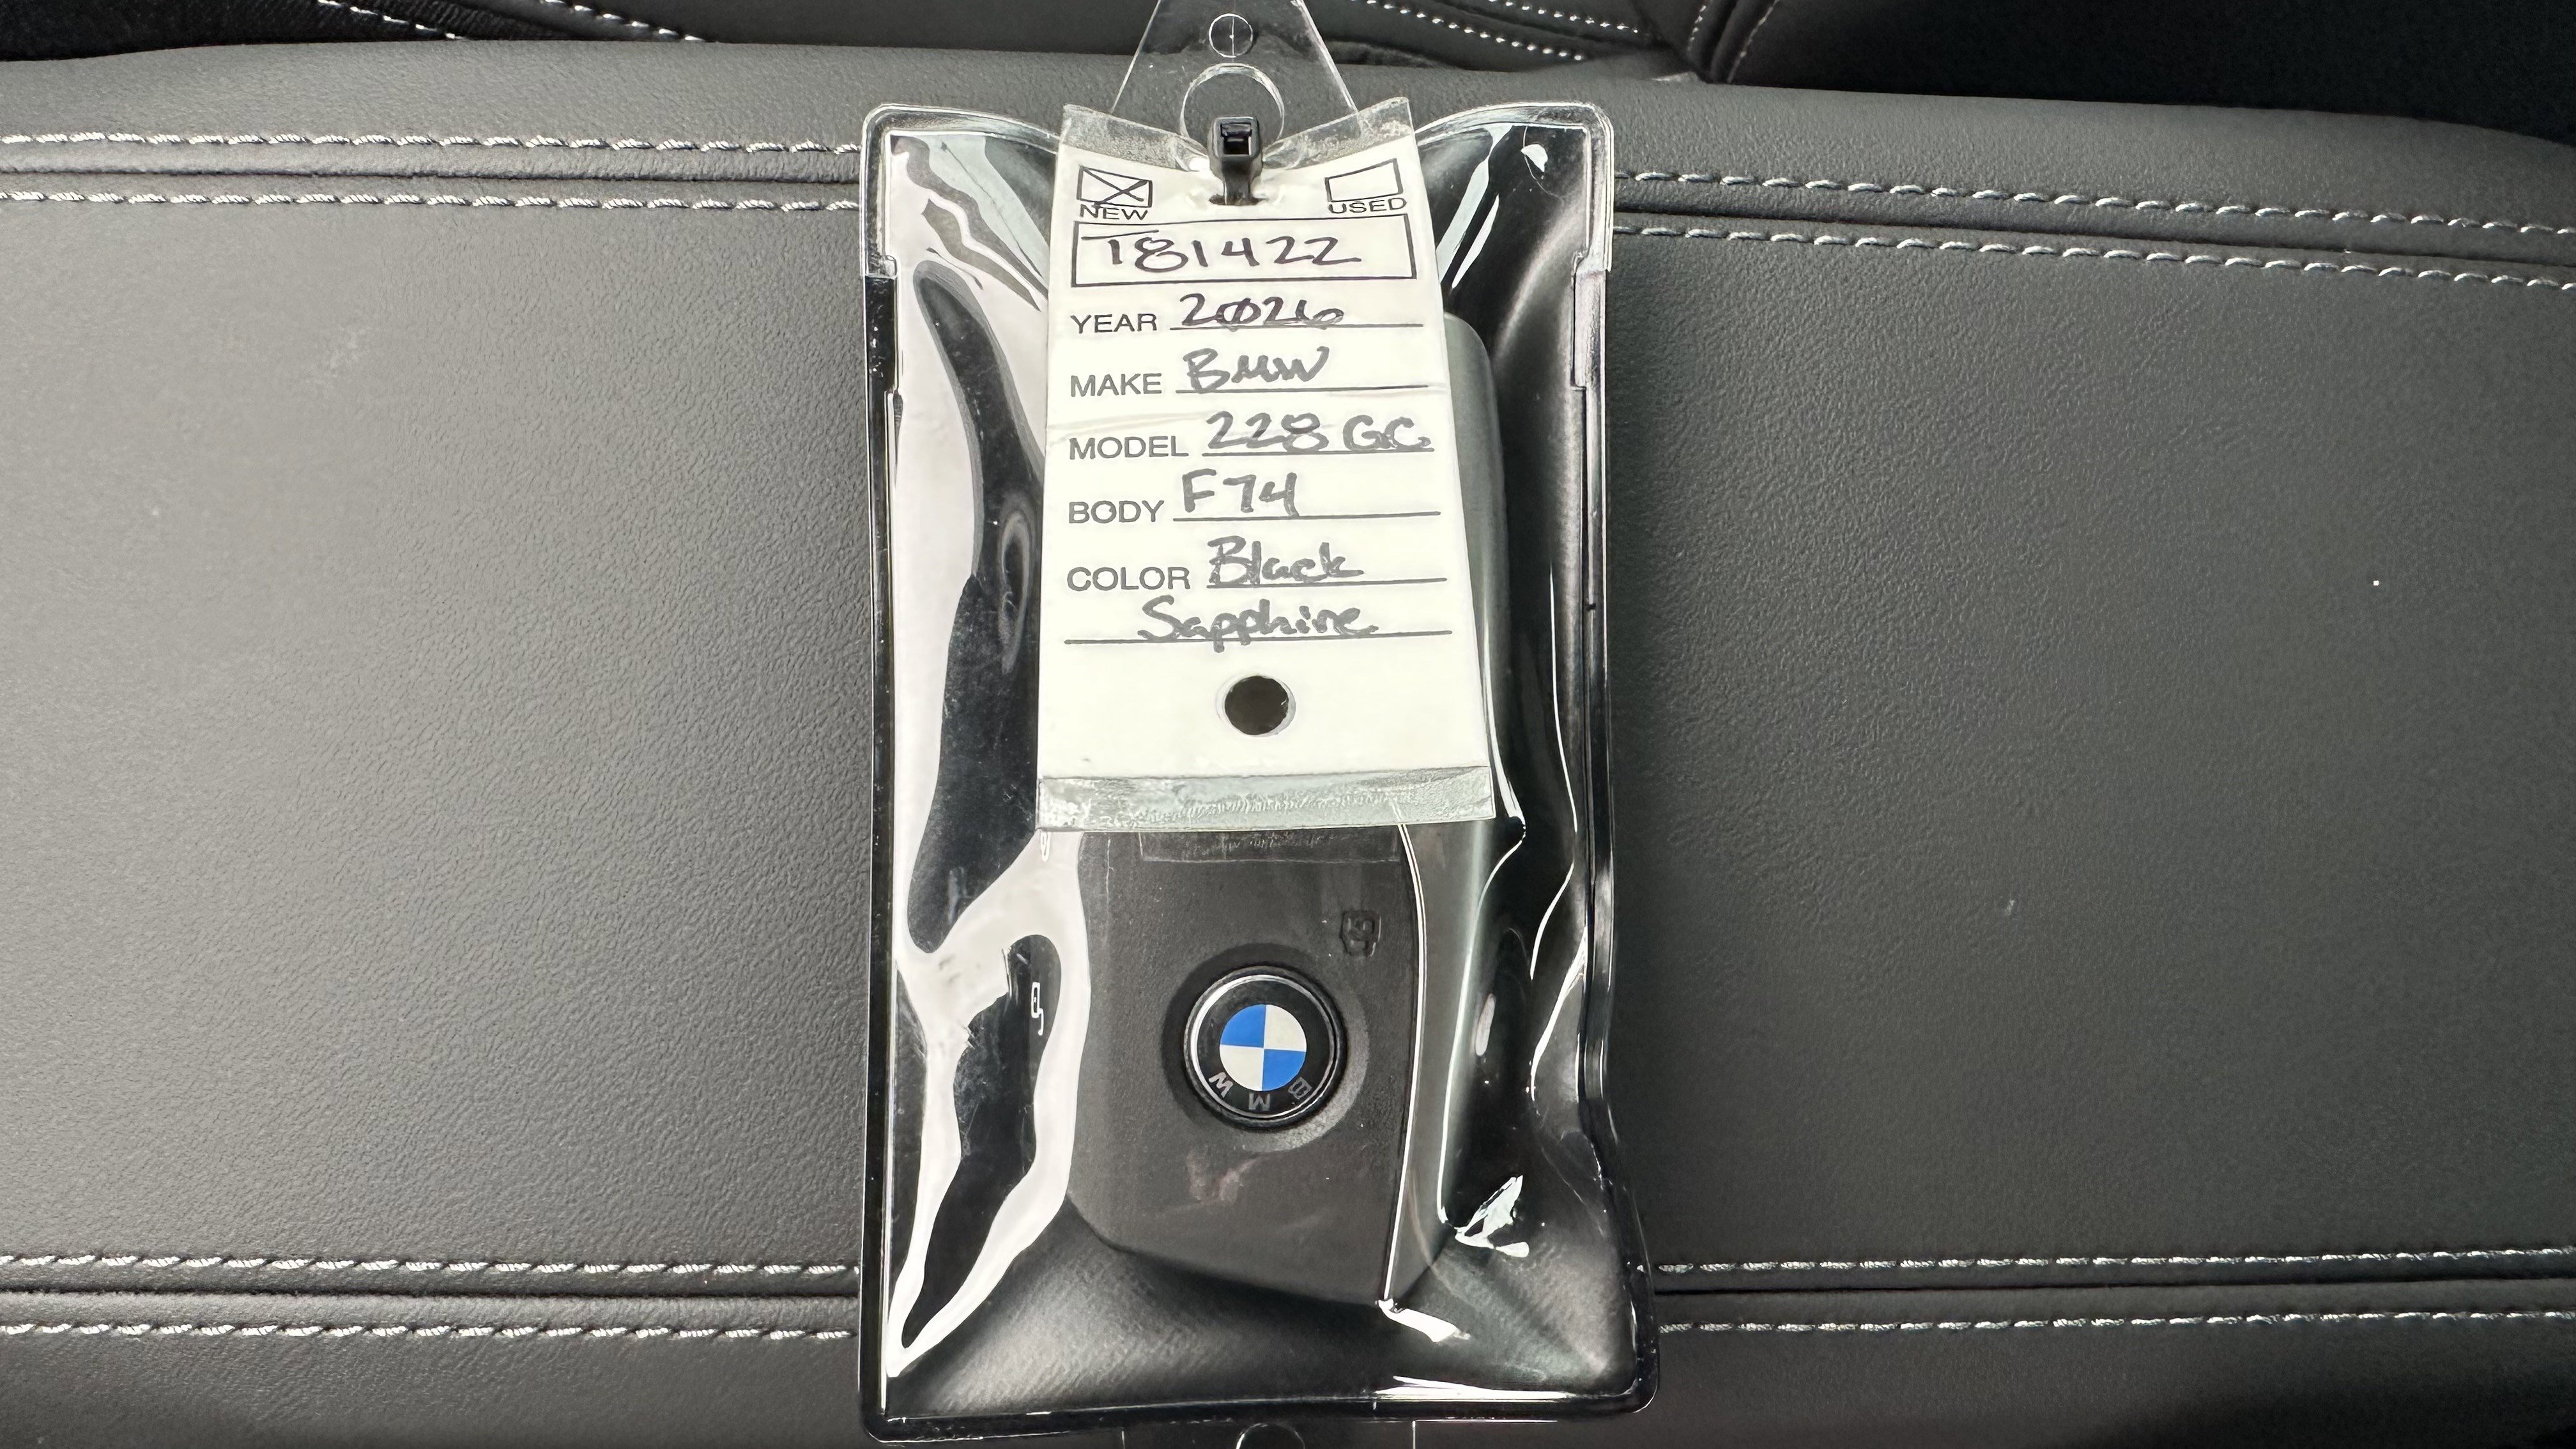 NEW USED
T81422
YEAR 2026
MAKE BMW
MODEL 228 GC
BODY F74
COLOR Black
Sapphire
BMW